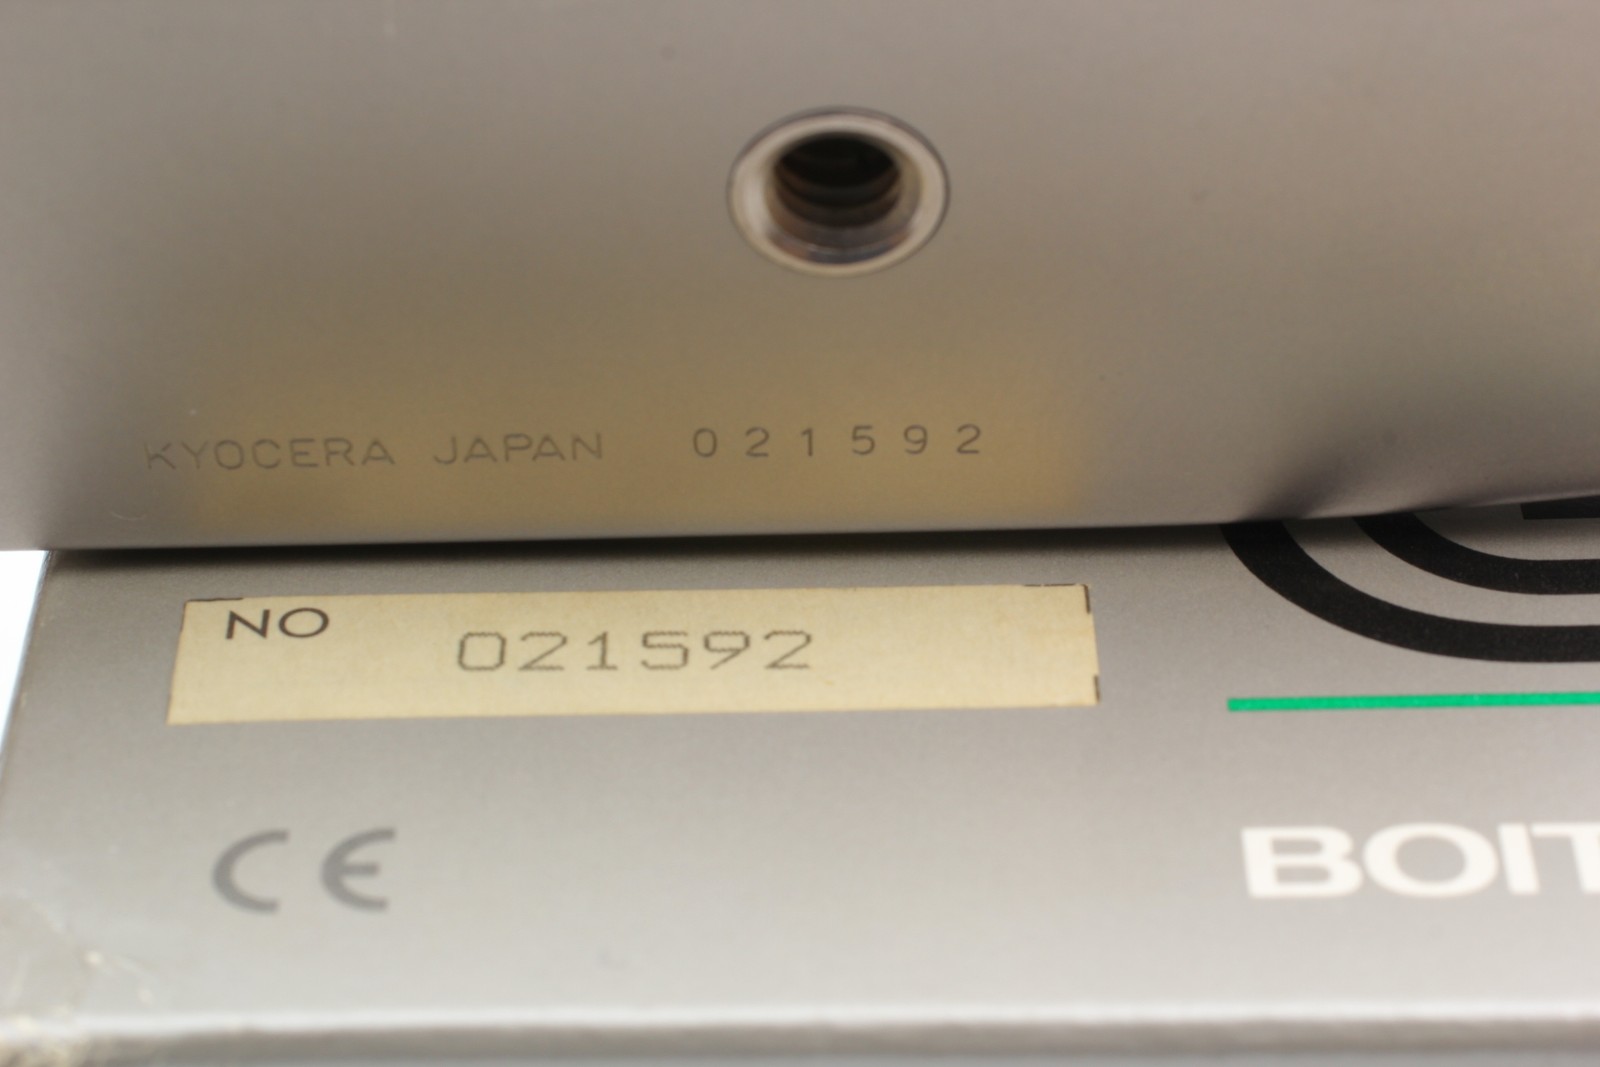 KYOCERA JAPAN 021592
NO 021592
CE
BOIT